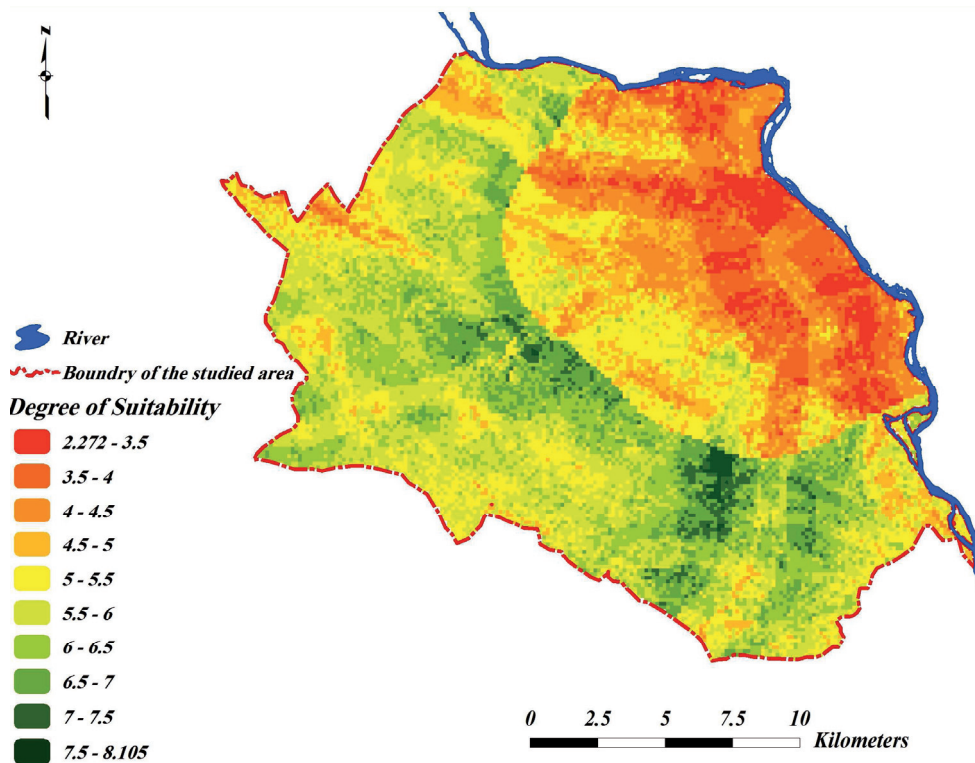 N
River
Boundry of the studied area
Degree of Suitability
2.272 - 3.5
3.5 - 4
4 - 4.5
4.5 - 5
5 - 5.5
5.5 - 6
6 - 6.5
6.5 - 7
7 - 7.5
7.5 - 8.105
0 2.5 5 7.5 10
Kilometers